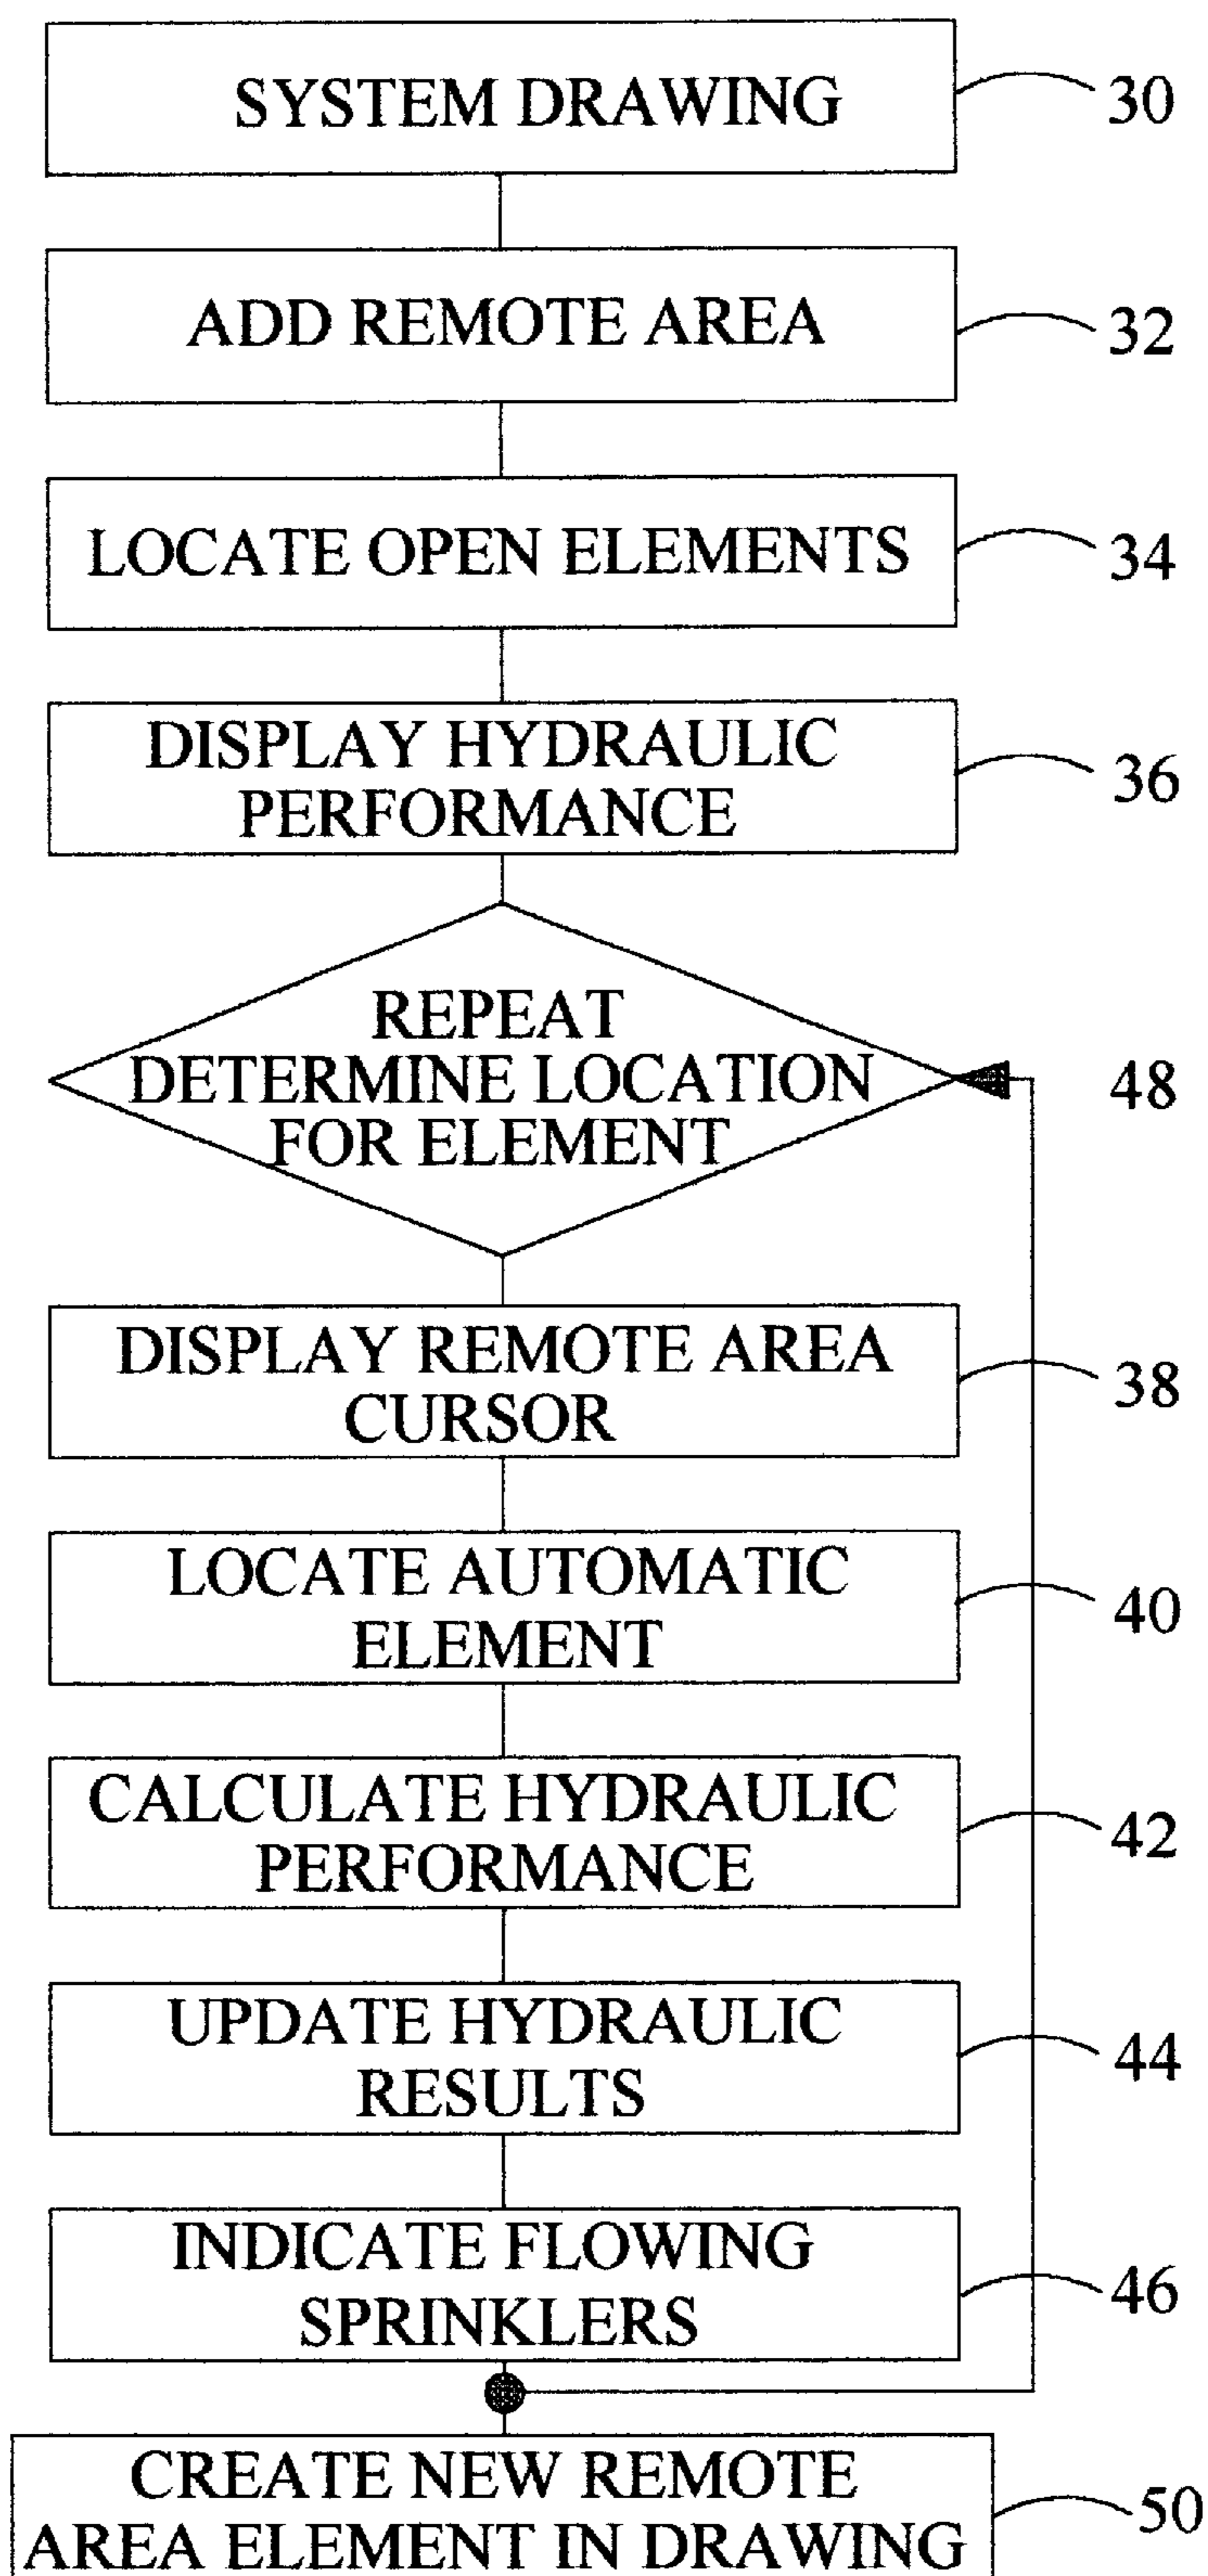 SYSTEM DRAWING
30
ADD REMOTE AREA
32
LOCATE OPEN ELEMENTS
34
DISPLAY HYDRAULIC
PERFORMANCE
36
REPEAT
DETERMINE LOCATION
FOR ELEMENT
48
DISPLAY REMOTE AREA
CURSOR
38
LOCATE AUTOMATIC
ELEMENT
40
CALCULATE HYDRAULIC
PERFORMANCE
42
UPDATE HYDRAULIC
RESULTS
44
INDICATE FLOWING
SPRINKLERS
46
CREATE NEW REMOTE
AREA ELEMENT IN DRAWING
50